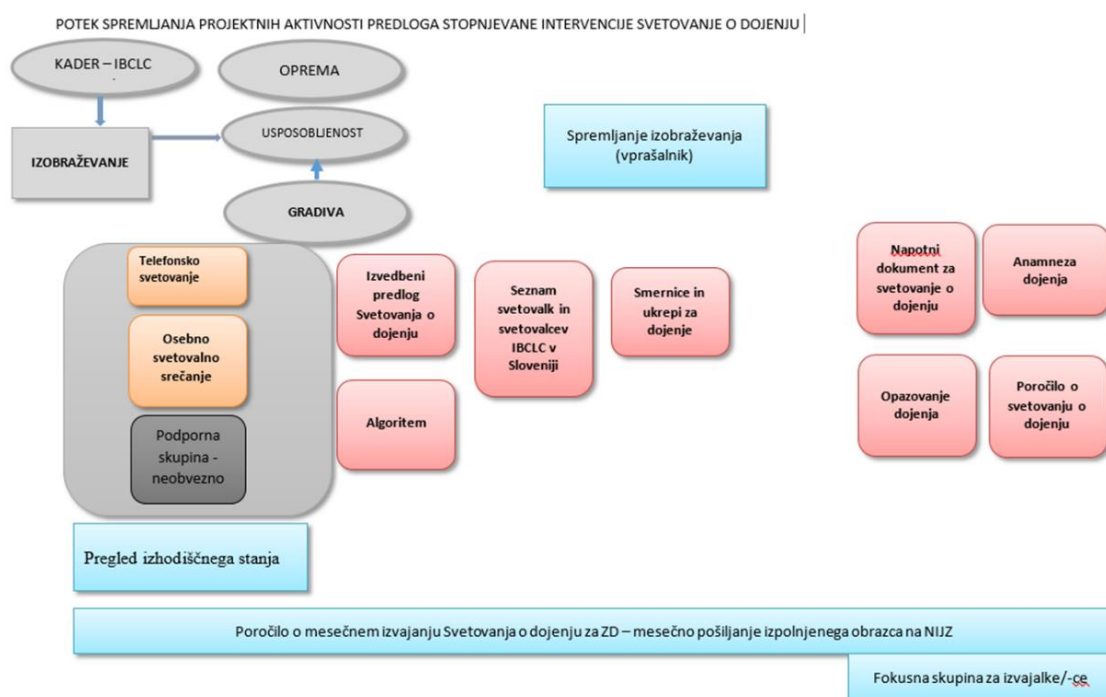 POTEK SPREMLJANJA PROJEKTNIH AKTIVNOSTI PREDLOGA STOPNJEVANE INTERVENCIJE SVETOVANJE O DOJENJU
KADER – IBCLC
.
OPREMA
IZOBRAŽEVANJE
USPOSOBLJENOST
GRADIVA
Spremljanje izobraževanja
(vprašalnik)
Telefonsko
svetovanje
Osebno
svetovalno
srečanje
Podporna
skupina -
neobvezno
Izvedbeni
predlog
Svetovanja o
dojenju
Algoritem
Seznam
svetovalk in
svetovalcev
IBCLC v
Sloveniji
Smernice in
ukrepi za
dojenje
Napotni
dokument za
svetovanje o
dojenju
Anamneza
dojenja
Opazovanje
dojenja
Poročilo o
svetovanju o
dojenju
Pregled izhodiščnega stanja
Poročilo o mesečnem izvajanju Svetovanja o dojenju za ZD – mesečno pošiljanje izpolnjenega obrazca na NIJZ
Fokusna skupina za izvajalke/-ce